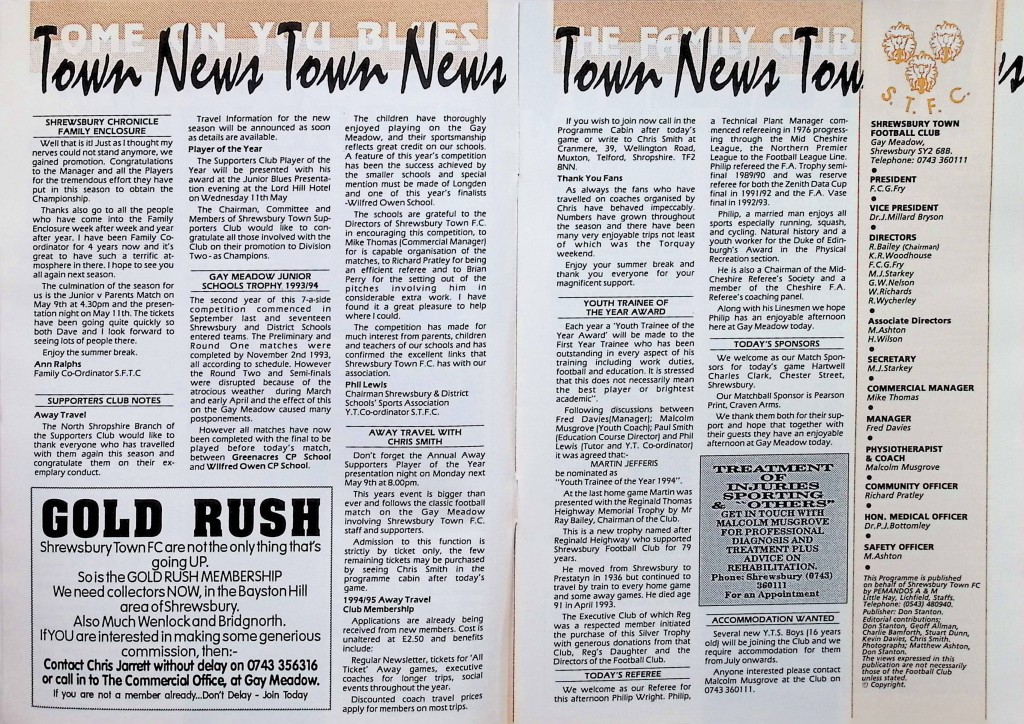 COME ON YOU BLUES
Town News Town News
SHREWSBURY CHRONICLE
FAMILY ENCLOSURE
Well that is it! Just as I thought my
nerves could not stand anymore, we
gained promotion. Congratulations
to the Manager and all the Players
for the tremendous effort they have
put in this season to obtain the
Championship.
Thanks also go to all the people
who have come into the Family
Enclosure week after week and year
after year. I have been Family Co-
ordinator for 4 years now and it's
great to have such a terrific at-
mosphere in there. I hope to see you
all again next season.
The culmination of the season for
us is the Junior v Parents Match on
May 9th at 4.30pm and the presen-
tation night on May 11th. The tickets
have been going quite quickly so
both Dave and I look forward to
seeing lots of people there.
Enjoy the summer break.
Ann Ralphs
Family Co-Ordinator S.F.T.C
SUPPORTERS CLUB NOTES
Away Travel
The North Shropshire Branch of
the Supporters Club would like to
thank everyone who has travelled
with them again this season and
congratulate them on their ex-
emplary conduct.
Travel Information for the new
season will be announced as soon
as details are available.
Player of the Year
The Supporters Club Player of the
Year will be presented with his
award at the Junior Blues Presenta-
tion evening at the Lord Hill Hotel
on Wednesday 11th May
The Chairman, Committee and
Members of Shrewsbury Town Sup-
porters Club would like to con-
gratulate all those involved with the
Club on their promotion to Division
Two - as Champions.
GAY MEADOW JUNIOR
SCHOOLS TROPHY 1993/94
The second year of this 7-a-side
competition commenced in
September last and seventeen
Shrewsbury and District Schools
entered teams. The Preliminary and
Round One matches were
completed by November 2nd 1993,
all according to schedule. However
the Round Two and Semi-finals
were disrupted because of the
atrocious weather during March
and early April and the effect of this
on the Gay Meadow caused many
postponements.
However all matches have now
been completed with the final to be
played before today's match,
between Greenacres CP School
and Wilfred Owen CP School.
The children have thoroughly
enjoyed playing on the Gay
Meadow, and their sportsmanship
reflects great credit on our schools.
A feature of this year's competition
has been the success achieved by
the smaller schools and special
mention must be made of Longden
and one of this year's finalists
-Wilfred Owen School.
The schools are grateful to the
Directors of Shrewsbury Town F.C.
in encouraging this competition, to
Mike Thomas (Commercial Manager)
for is capable organisation of the
matches, to Richard Pratley for being
an efficient referee and to Brian
Perry for the setting out of the
pitches involving him in
considerable extra work. I have
found it a great pleasure to help
where I could.
The competition has made for
much interest from parents, children
and teachers of our schools and has
confirmed the excellent links that
Shrewsbury Town F.C. has with our
association.
Phil Lewis
Chairman Shrewsbury & District
Schools' Sports Association
Y.T.Co-ordinator S.T.F.C.
AWAY TRAVEL WITH
CHRIS SMITH
Don't forget the Annual Away
Supporters Player of the Year
presentation night on Monday next
May 9th at 8.00pm.
This years event is bigger than
ever and follows the classic football
match on the Gay Meadow
involving Shrewsbury Town F.C.
staff and supporters.
Admission to this function is
strictly by ticket only, the few
remaining tickets may be purchased
by seeing Chris Smith in the
programme cabin after today's
game.
1994/95 Away Travel
Club Membership
Applications are already being
received from new members. Cost is
unaltered at £2.50 and benefits
include:
Regular Newsletter, tickets for 'All
Ticket' Away games, executive
coaches for longer trips, social
events throughout the year.
Discounted coach travel prices
apply for members on most trips.
GOLD RUSH
Shrewsbury Town FC are not the only thing that's
going UP.
So is the GOLD RUSH MEMBERSHIP
We need collectors NOW, in the Bayston Hill
area of Shrewsbury.
Also Much Wenlock and Bridgnorth.
If YOU are interested in making some generious
commission, then:-
Contact Chris Jarrett without delay on 0743 356316
or call in to The Commercial Office, at Gay Meadow.
If you are not a member already...Don't Delay - Join Today
THE FAMILY CLUB
Town News Tow
s
If you wish to join now call in the
Programme Cabin after today's
game or write to Chris Smith at
Cranmere, 39, Wellington Road,
Muxton, Telford, Shropshire. TF2
8NN.
Thank You Fans
As always the fans who have
travelled on coaches organised by
Chris have behaved impeccably.
Numbers have grown throughout
the season and there have been
many very enjoyable trips not least
of which was the Torquay
weekend.
Enjoy your summer break and
thank you everyone for your
magnificent support.
YOUTH TRAINEE OF
THE YEAR AWARD
Each year a 'Youth Trainee of the
Year Award' will be made to the
First Year Trainee who has been
outstanding in every aspect of his
training including work duties,
football and education. It is stressed
that this does not necessarily mean
the best player or brightest
academic".
Following discussions between
Fred Davies(Manager); Malcolm
Musgrove (Youth Coach); Paul Smith
(Education Course Director) and Phil
Lewis (Tutor and Y.T. Co-ordinator)
it was agreed that:-
MARTIN JEFFERIS
be nominated as
"Youth Trainee of the Year 1994".
At the last home game Martin was
presented with the Reginald Thomas
Heighway Memorial Trophy by Mr
Ray Bailey, Chairman of the Club.
This is a new trophy named after
Reginald Heighway who supported
Shrewsbury Football Club for 79
years.
He moved from Shrewsbury to
Prestatyn in 1936 but continued to
travel by train to every home game
and some away games. He died age
91 in April 1993.
The Executive Club of which Reg
was a respected member initiated
the purchase of this Silver Trophy
with generous donations from that
Club, Reg's Daughter and the
Directors of the Football Club.
TODAY'S REFEREE
We welcome as our Referee for
this afternoon Philip Wright. Philip,
a Technical Plant Manager com-
menced refereeing in 1976 progress-
ing through the Mid Cheshire
League, the Northern Premier
League to the Football League Line.
Philip refereed the F.A. Trophy semi-
final 1989/90 and was reserve
referee for both the Zenith Data Cup
final in 1991/92 and the F.A. Vase
final in 1992/93.
Philip, a married man enjoys all
sports especially running, squash,
and cycling. Natural history and a
youth worker for the Duke of Edin-
burgh's Award in the Physical
Recreation section.
He is also a Chairman of the Mid-
Cheshire Referee's Society and a
member of the Cheshire F.A.
Referee's coaching panel.
Along with his Linesmen we hope
Philip has an enjoyable afternoon
here at Gay Meadow today.
TODAY'S SPONSORS
We welcome as our Match Spon-
sors for today's game Hartwell
Charles Clark, Chester Street,
Shrewsbury.
Our Matchball Sponsor is Pearson
Print, Craven Arms.
We thank them both for their sup-
port and hope that together with
their guests they have an enjoyable
afternoon at Gay Meadow today.
TREATMENT
OF
INJURIES
SPORTING
& "OTHERS"
GET IN TOUCH WITH
MALCOLM MUSGROVE
FOR PROFESSIONAL
DIAGNOSIS AND
TREATMENT PLUS
ADVICE ON
REHABILITATION.
Phone: Shrewsbury (0743)
360111
For an Appointment
ACCOMMODATION WANTED
Several new Y.T.S. Boys (16 years
old) will be joining the Club and we
require accommodation for them
from July onwards.
Anyone interested please contact
Malcolm Musgrove at the Club on
0743 360111.
S.T.F.C.
SHREWSBURY TOWN
FOOTBALL CLUB
Gay Meadow,
Shrewsbury SY2 6BB.
Telephone: 0743 360111
PRESIDENT
F.C.G.Fry
VICE PRESIDENT
Dr.J.Millard Bryson
DIRECTORS
R.Bailey (Chairman)
K.R.Woodhouse
F.C.G.Fry
M.J.Starkey
G.W.Nelson
W.Richards
R.Wycherley
Associate Directors
M.Ashton
H.Wilson
SECRETARY
M.J.Starkey
COMMERCIAL MANAGER
Mike Thomas
MANAGER
Fred Davies
PHYSIOTHERAPIST
& COACH
Malcolm Musgrove
COMMUNITY OFFICER
Richard Pratley
HON. MEDICAL OFFICER
Dr.P.J.Bottomley
SAFETY OFFICER
M.Ashton
This Programme is published
on behalf of Shrewsbury Town FC
by PEMANDOS A & M
Little Hay, Lichfield, Staffs.
Telephone: (0543) 480940.
Publisher: Don Stanton.
Editorial contributions;
Don Stanton, Geoff Allman,
Charlie Bamforth, Stuart Dunn,
Kevin Davies, Chris Smith.
Photographs; Matthew Ashton,
Don Stanton.
The views expressed in this
publication are not necessarily
those of the Football Club
unless stated.
© Copyright.